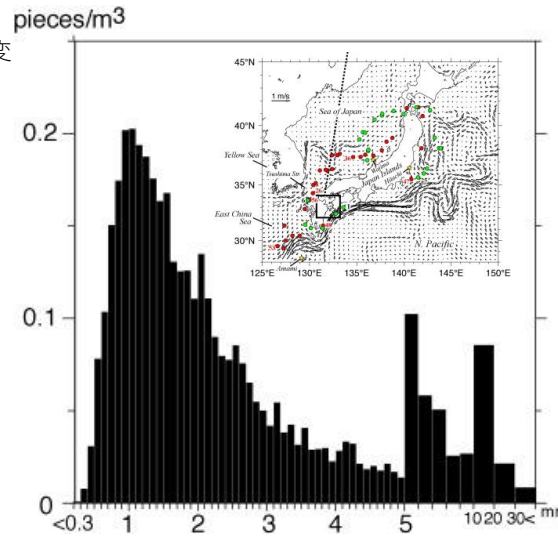 pieces/m3
変
0.2
0.1
0
<0.3 1 2 3 4 5 10 20 30< mm
45°N
40°N
35°N
30°N
125°E 130°E 135°E 140°E 145°E 150°E
1 m/s
Sea of Japan
Yellow Sea
Tsushima Str.
Japan Islands
East China
Sea
N. Pacific
Amami